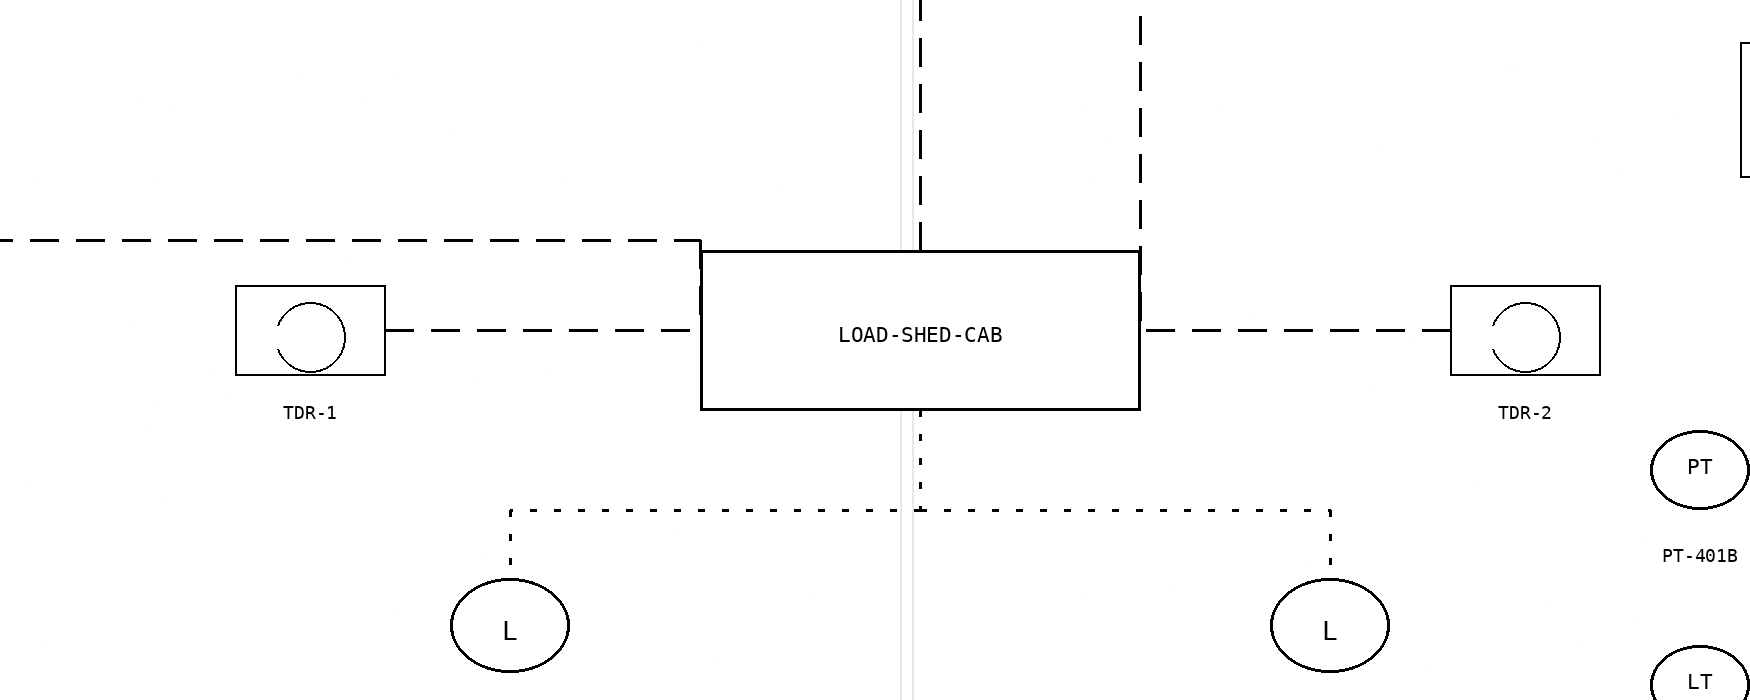 LOAD-SHED-CAB
TDR-1
TDR-2
PT
PT-401B
L
L
LT